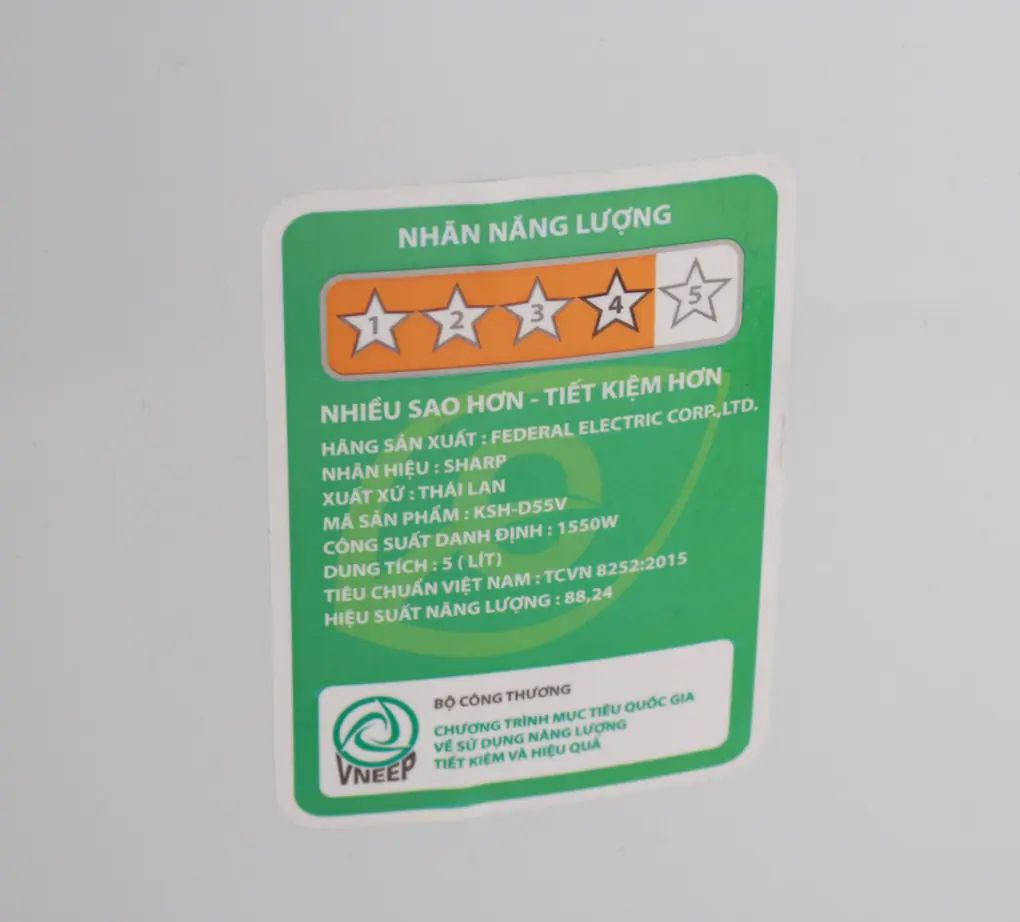 NHÃN NĂNG LƯỢNG
1 2 3 4 5
NHIỀU SAO HƠN - TIẾT KIỆM HƠN
HÃNG SẢN XUẤT : FEDERAL ELECTRIC CORP.,LTD.
NHÃN HIỆU : SHARP
XUẤT XỨ : THÁI LAN
MÃ SẢN PHẨM : KSH-D55V
CÔNG SUẤT DANH ĐỊNH : 1550W
DUNG TÍCH : 5 ( LÍT)
TIÊU CHUẨN VIỆT NAM : TCVN 8252:2015
HIỆU SUẤT NĂNG LƯỢNG : 88,24
BỘ CÔNG THƯƠNG
CHƯƠNG TRÌNH MỤC TIÊU QUỐC GIA
VỀ SỬ DỤNG NĂNG LƯỢNG
TIẾT KIỆM VÀ HIỆU QUẢ
VNEEP